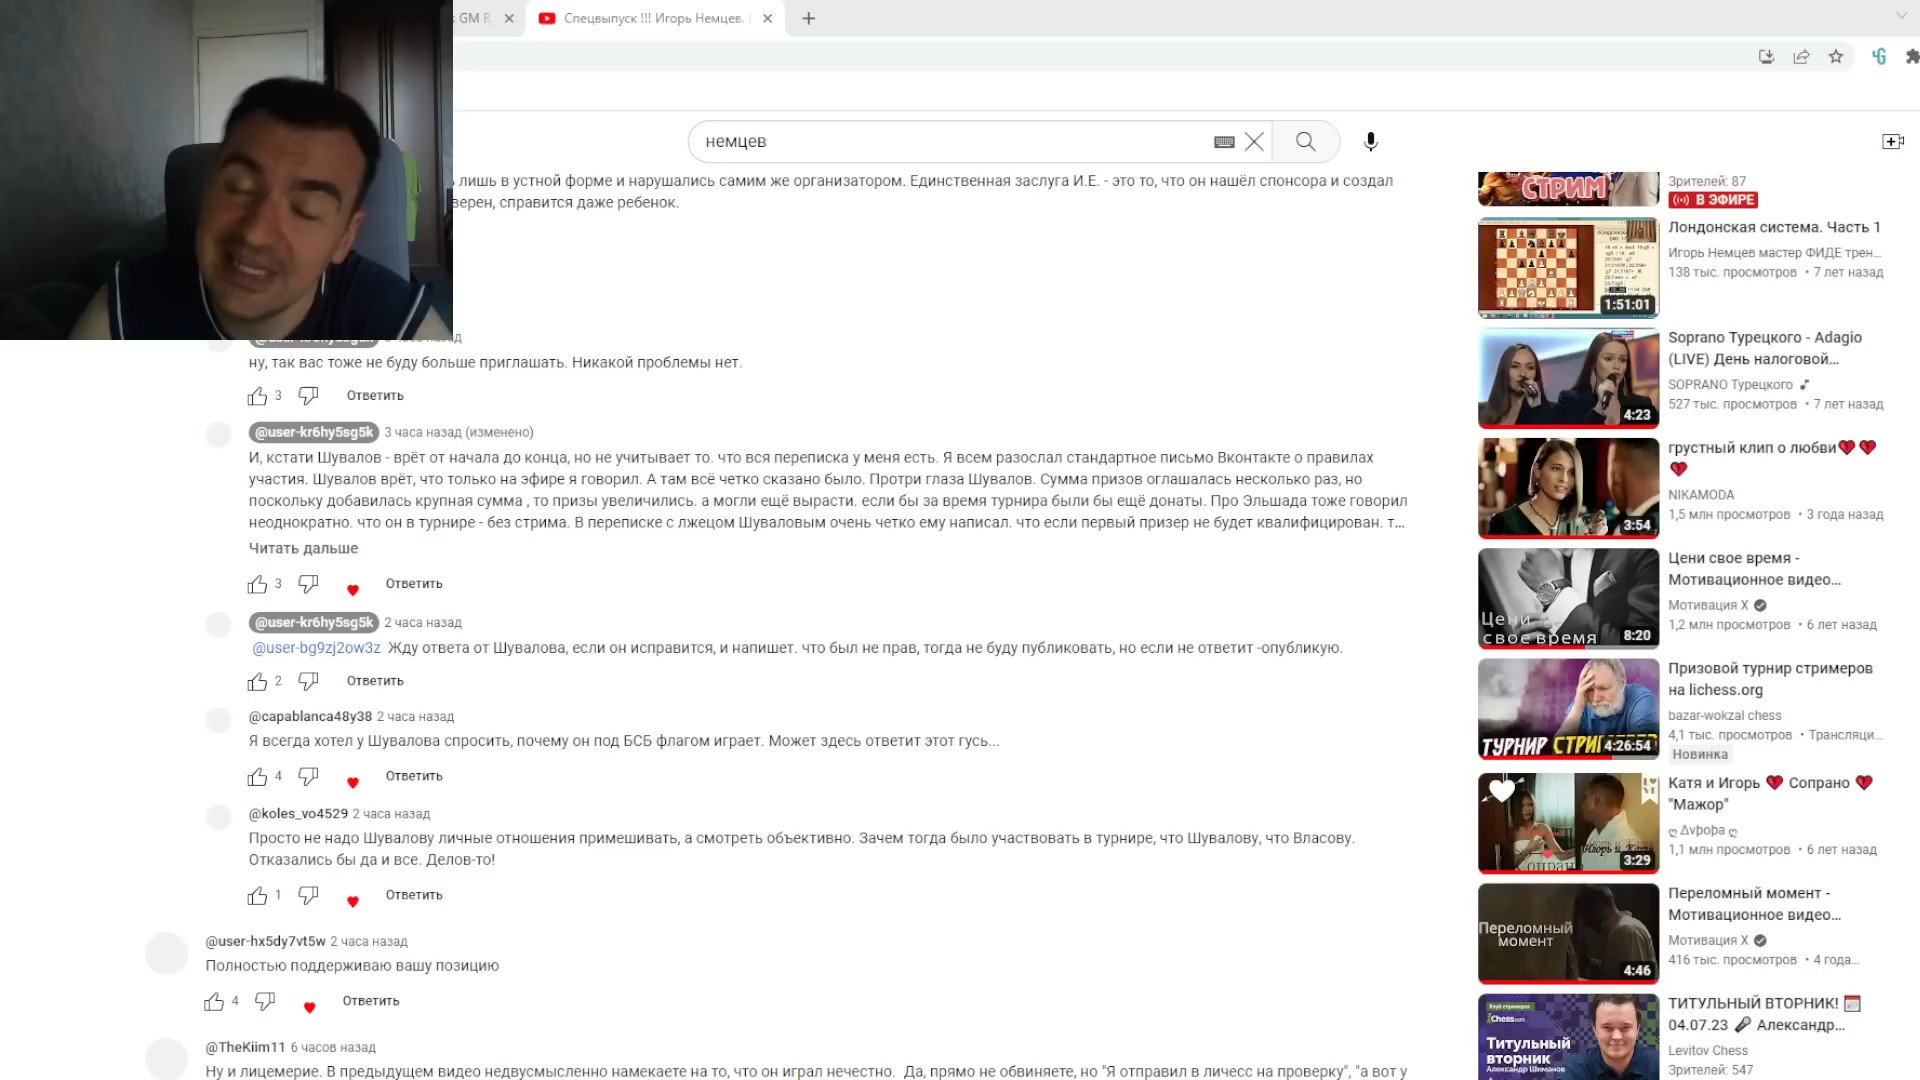 GM R
Спецвыпуск !!! Игорь Немцев.
немцев
лишь в устной форме и нарушались самим же организатором. Единственная заслуга И.Е. - это то, что он нашёл спонсора и создал
верен, справится даже ребенок.
ну, так вас тоже не буду больше приглашать. Никакой проблемы нет.
3 Ответить
@user-kr6hy5sg5k 3 часа назад (изменено)
И, кстати Шувалов - врёт от начала до конца, но не учитывает то. что вся переписка у меня есть. Я всем разослал стандартное письмо Вконтакте о правилах
участия. Шувалов врёт, что только на эфире я говорил. А там всё четко сказано было. Протри глаза Шувалов. Сумма призов оглашалась несколько раз, но
поскольку добавилась крупная сумма , то призы увеличились. а могли ещё вырасти. если бы за время турнира были бы ещё донаты. Про Эльшада тоже говорил
неоднократно. что он в турнире - без стрима. В переписке с лжецом Шуваловым очень четко ему написал. что если первый призер не будет квалифицирован. т...
Читать дальше
3 Ответить
@user-kr6hy5sg5k 2 часа назад
@user-bg9zj2ow3z Жду ответа от Шувалова, если он исправится, и напишет. что был не прав, тогда не буду публиковать, но если не ответит -опубликую.
2 Ответить
@capablanca48y38 2 часа назад
Я всегда хотел у Шувалова спросить, почему он под БСБ флагом играет. Может здесь ответит этот гусь...
4 Ответить
@koles_vo4529 2 часа назад
Просто не надо Шувалову личные отношения примешивать, а смотреть объективно. Зачем тогда было участвовать в турнире, что Шувалову, что Власову.
Отказались бы да и все. Делов-то!
1 Ответить
@user-hx5dy7vt5w 2 часа назад
Полностью поддерживаю вашу позицию
4 Ответить
@TheKiim11 6 часов назад
Ну и лицемерие. В предыдущем видео недвусмысленно намекаете на то, что он играл нечестно. Да, прямо не обвиняете, но "Я отправил в личесс на проверку", "а вот у
СТРИМ
Зрителей: 87
В ЭФИРЕ
1:51:01
Лондонская система. Часть 1
Игорь Немцев мастер ФИДЕ трен...
138 тыс. просмотров • 7 лет назад
4:23
Soprano Турецкого - Adagio
(LIVE) День налоговой...
SOPRANO Турецкого
527 тыс. просмотров • 7 лет назад
3:54
грустный клип о любви
NIKAMODA
1,5 млн просмотров • 3 года назад
Цени
свое время
8:20
Цени свое время -
Мотивационное видео...
Мотивация X
1,2 млн просмотров • 6 лет назад
ТУРНИР
4:26:54
Призовой турнир стримеров
на lichess.org
bazar-wokzal chess
4,1 тыс. просмотров • Трансляци...
Новинка
Сопрано
3:29
Катя и Игорь Сопрано
"Мажор"
1,1 млн просмотров • 6 лет назад
Переломный
момент
4:46
Переломный момент -
Мотивационное видео...
Мотивация X
416 тыс. просмотров • 4 года...
Клуб стримеров
Chess.com
Титульный
вторник
Александр Шиманов
ТИТУЛЬНЫЙ ВТОРНИК!
04.07.23 Александр...
Levitov Chess
Зрителей: 547